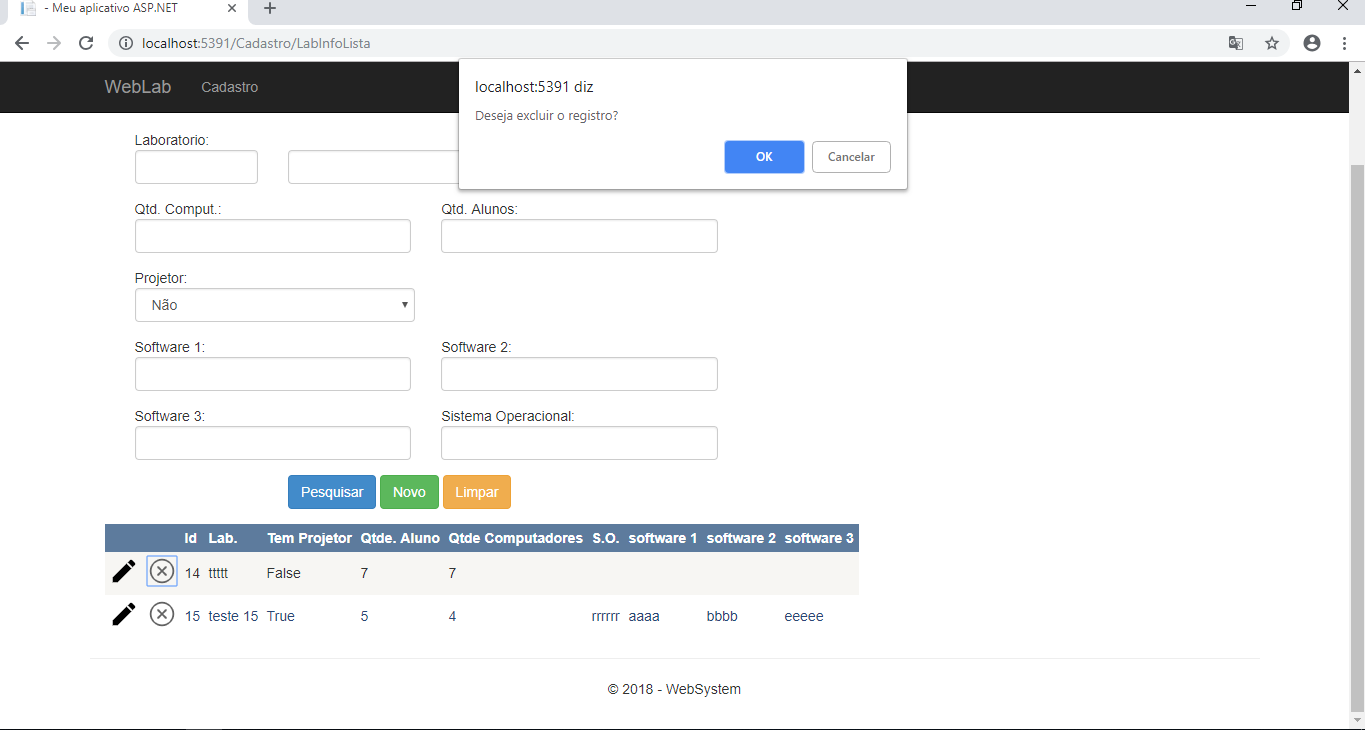 - Meu aplicativo ASP.NET
localhost:5391/Cadastro/LabInfoLista
WebLab Cadastro
localhost:5391 diz
Deseja excluir o registro?
OK Cancelar
Laboratorio:
Qtd. Comput.: Qtd. Alunos:
Projetor:
Não
Software 1: Software 2:
Software 3: Sistema Operacional:
Pesquisar Novo Limpar
Id Lab. Tem Projetor Qtde. Aluno Qtde Computadores S.O. software 1 software 2 software 3
14 ttttt False 7 7
15 teste 15 True 5 4 rrrrrr aaaa bbbb eeeee
© 2018 - WebSystem